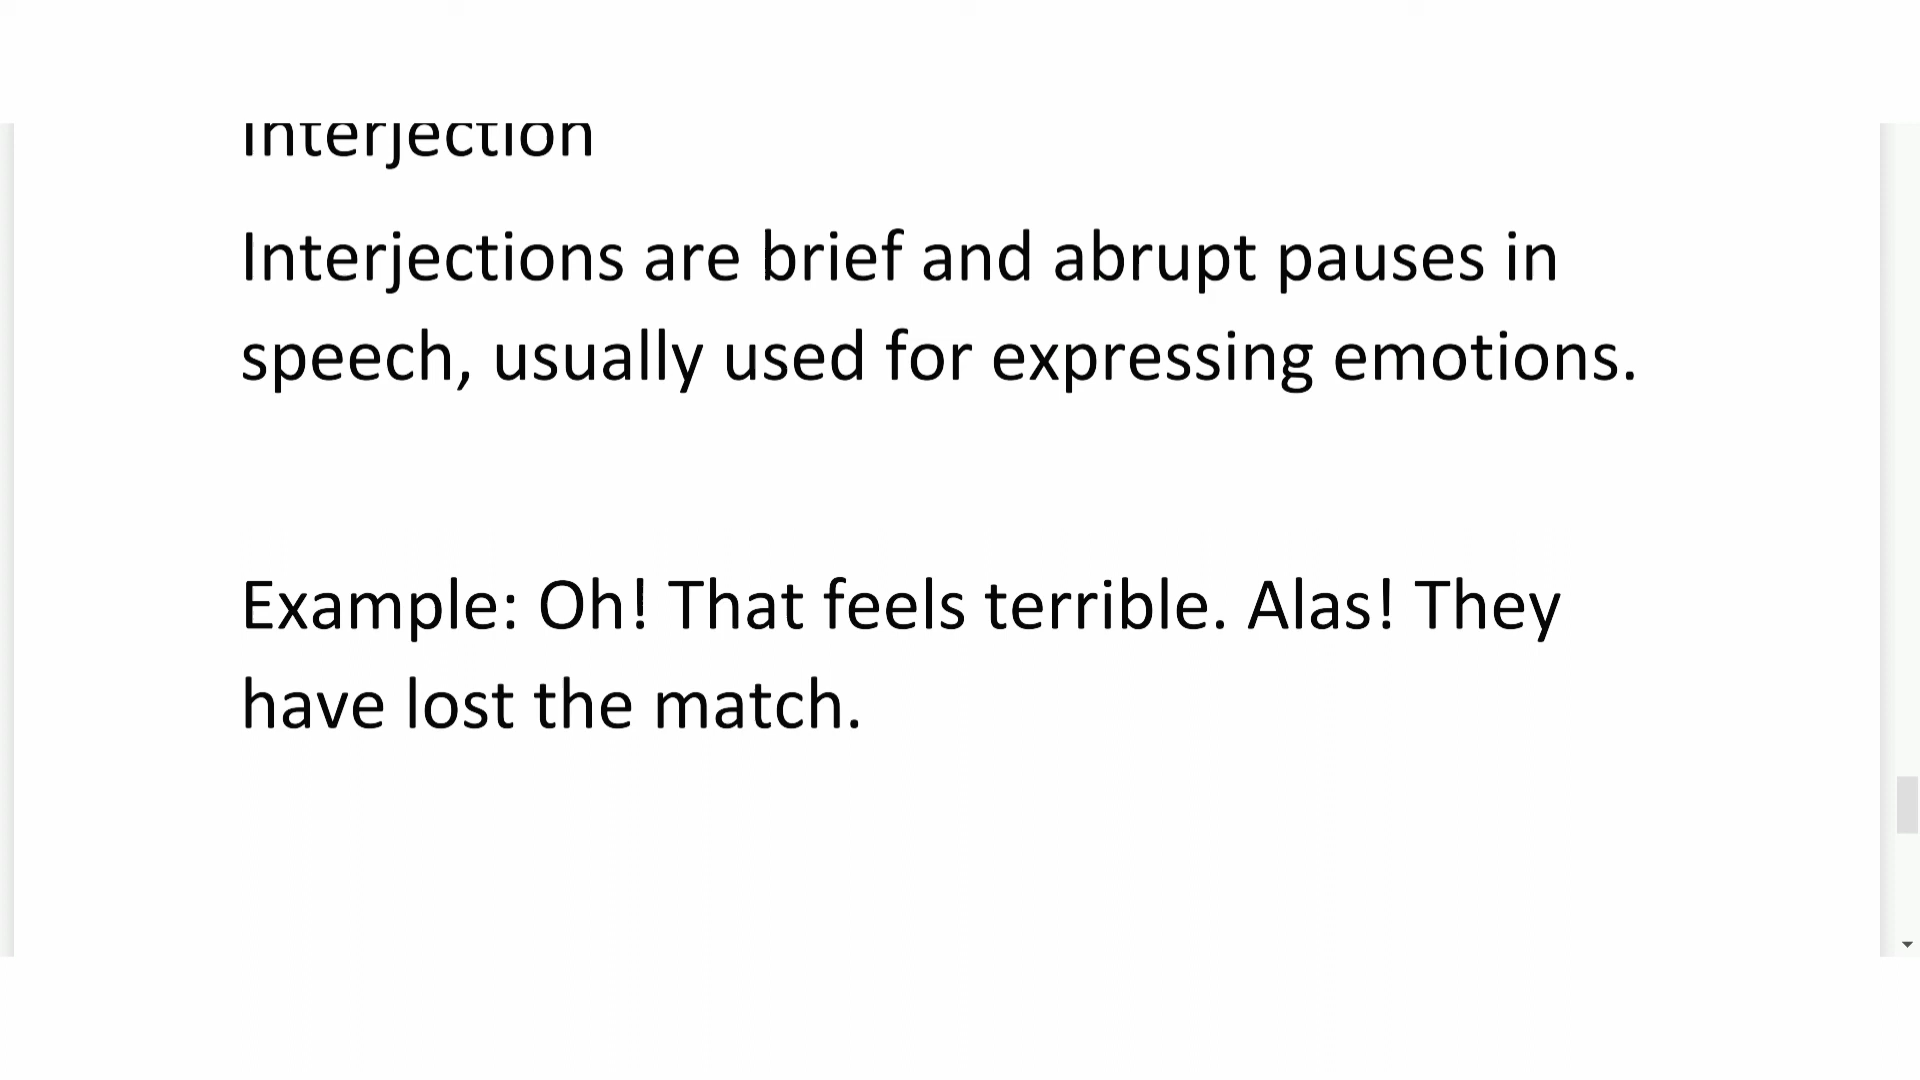 Interjection
Interjections are brief and abrupt pauses in
speech, usually used for expressing emotions.
Example: Oh! That feels terrible. Alas! They
have lost the match.